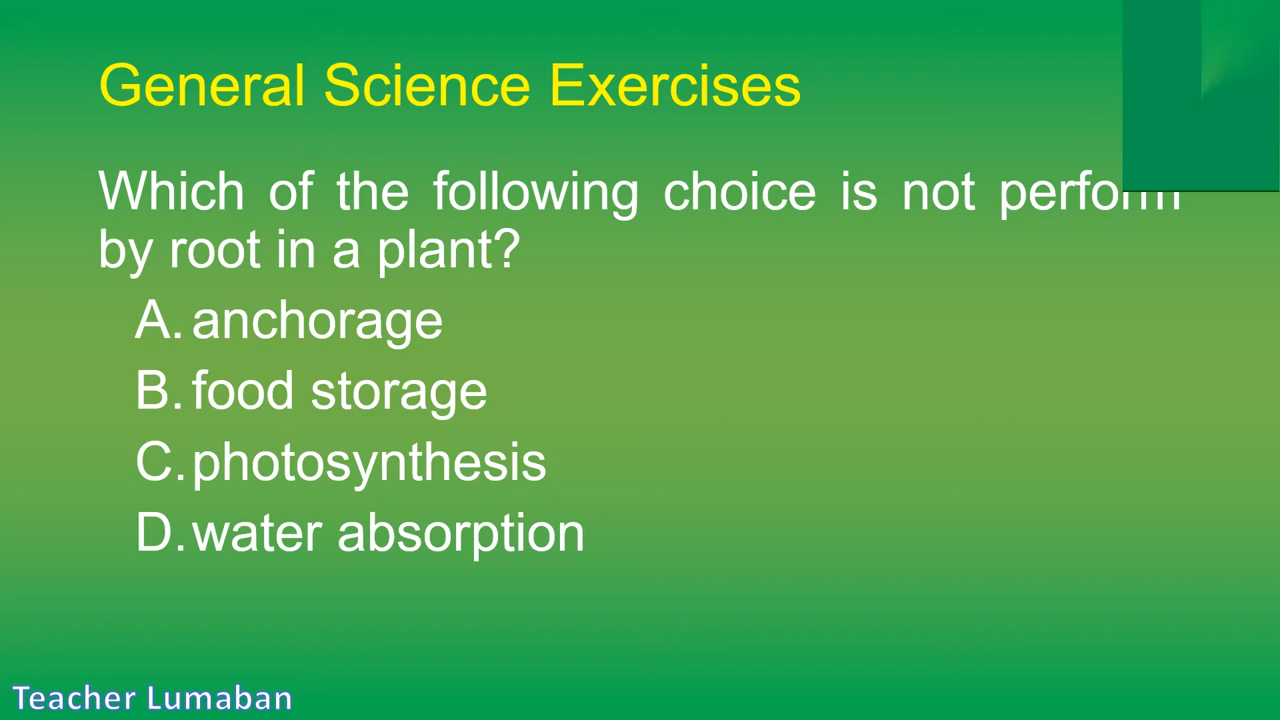 General Science Exercises
Which of the following choice is not perform
by root in a plant?
A. anchorage
B. food storage
C. photosynthesis
D. water absorption
Teacher Lumaban